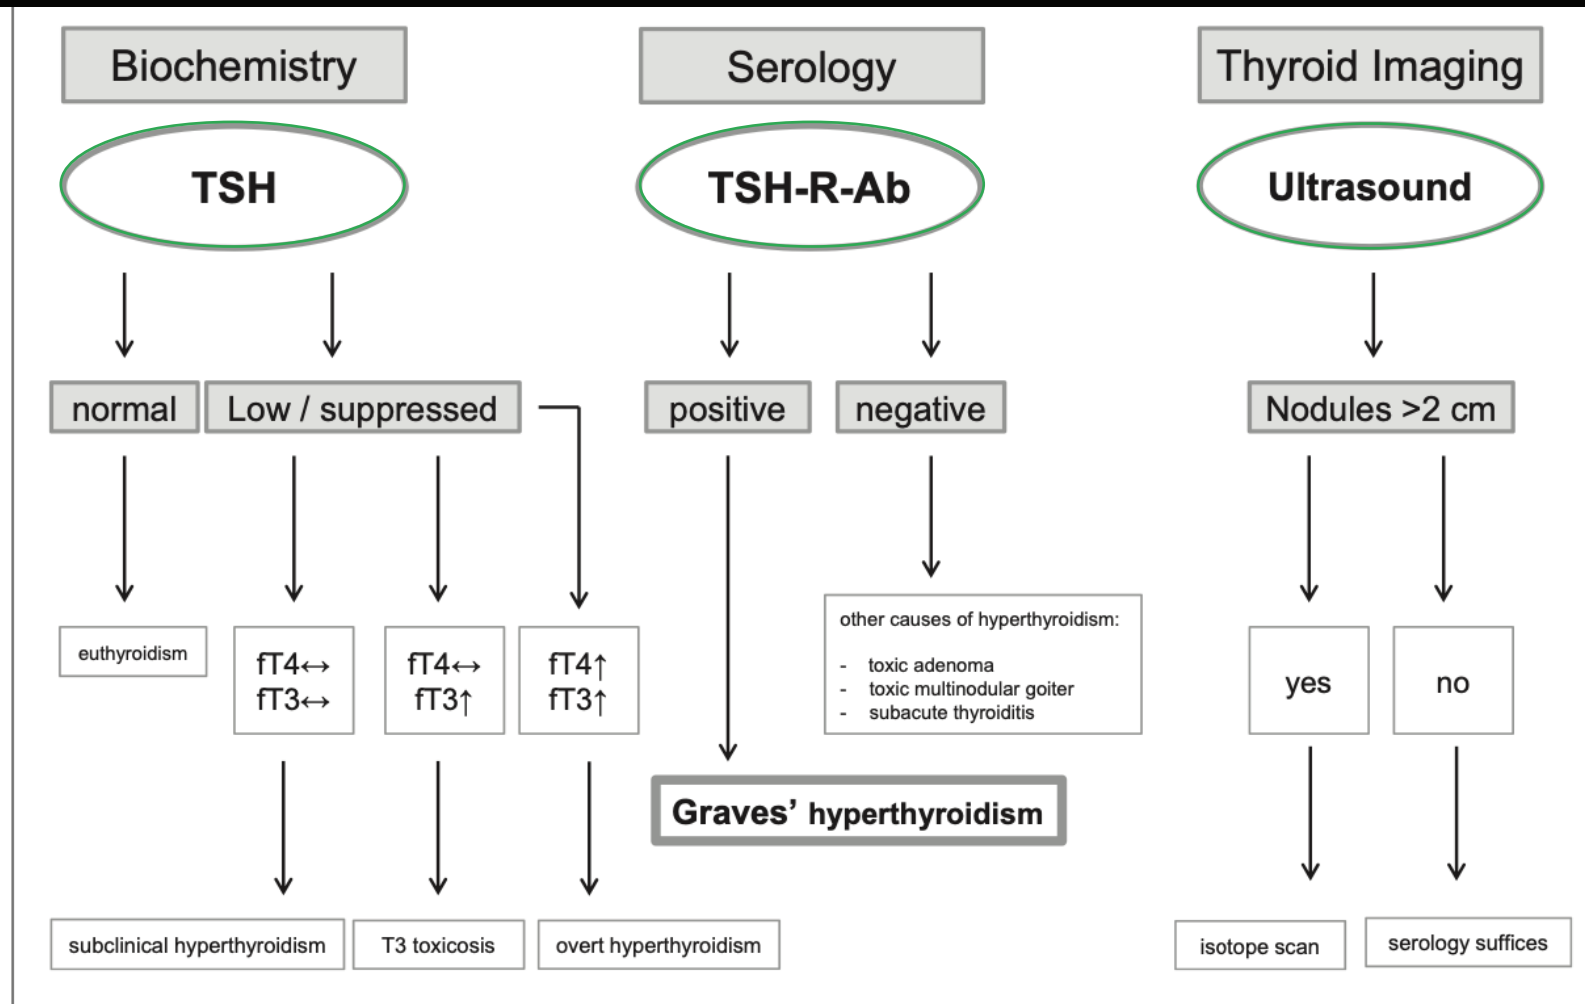 Biochemistry
Serology
Thyroid Imaging
TSH
TSH-R-Ab
Ultrasound
normal
Low / suppressed
positive
negative
Nodules >2 cm
euthyroidism
fT4↔
fT3↔
fT4↔
fT3↑
fT4↑
fT3↑
other causes of hyperthyroidism:
- toxic adenoma
- toxic multinodular goiter
- subacute thyroiditis
yes
no
Graves’ hyperthyroidism
subclinical hyperthyroidism
T3 toxicosis
overt hyperthyroidism
isotope scan
serology suffices